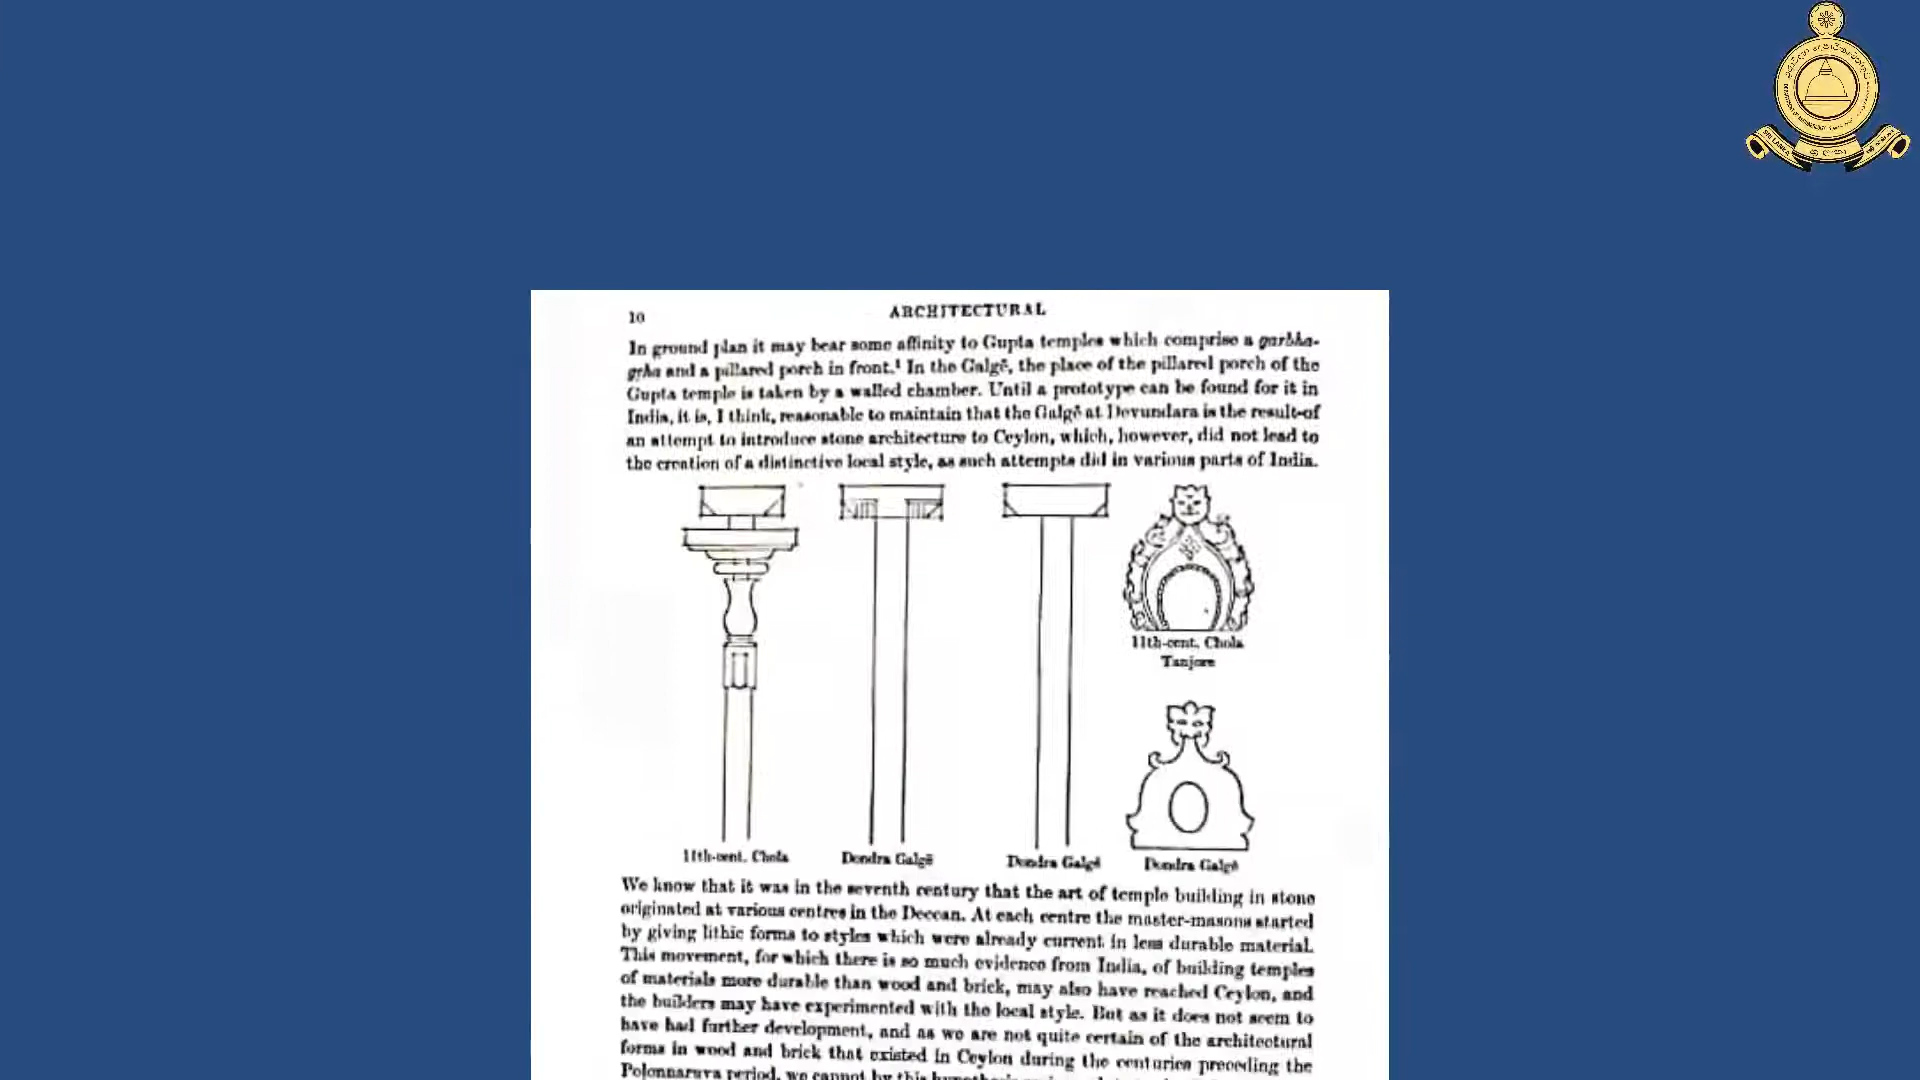 10
ARCHITECTURAL
In ground plan it may bear some affinity to Gupta temples which comprise a garbha-
gṛha and a pillared porch in front.¹ In the Galgē, the place of the pillared porch of the
Gupta temple is taken by a walled chamber. Until a prototype can be found for it in
India, it is, I think, reasonable to maintain that the Galgē at Devundara is the result of
an attempt to introduce stone architecture to Ceylon, which, however, did not lead to
the creation of a distinctive local style, as such attempts did in various parts of India.
11th-cent. Chola
Tanjore
11th-cent. Chola
Dondra Galgē
Dondra Galgē
Dondra Galgē
We know that it was in the seventh century that the art of temple building in stone
originated at various centres in the Deccan. At each centre the master-masons started
by giving lithic forms to styles which were already current in less durable material.
This movement, for which there is so much evidence from India, of building temples
of materials more durable than wood and brick, may also have reached Ceylon, and
the builders may have experimented with the local style. But as it does not seem to
have had further development, and as we are not quite certain of the architectural
forms in wood and brick that existed in Ceylon during the centuries preceding the
Poḷonnaruva period, we cannot by this